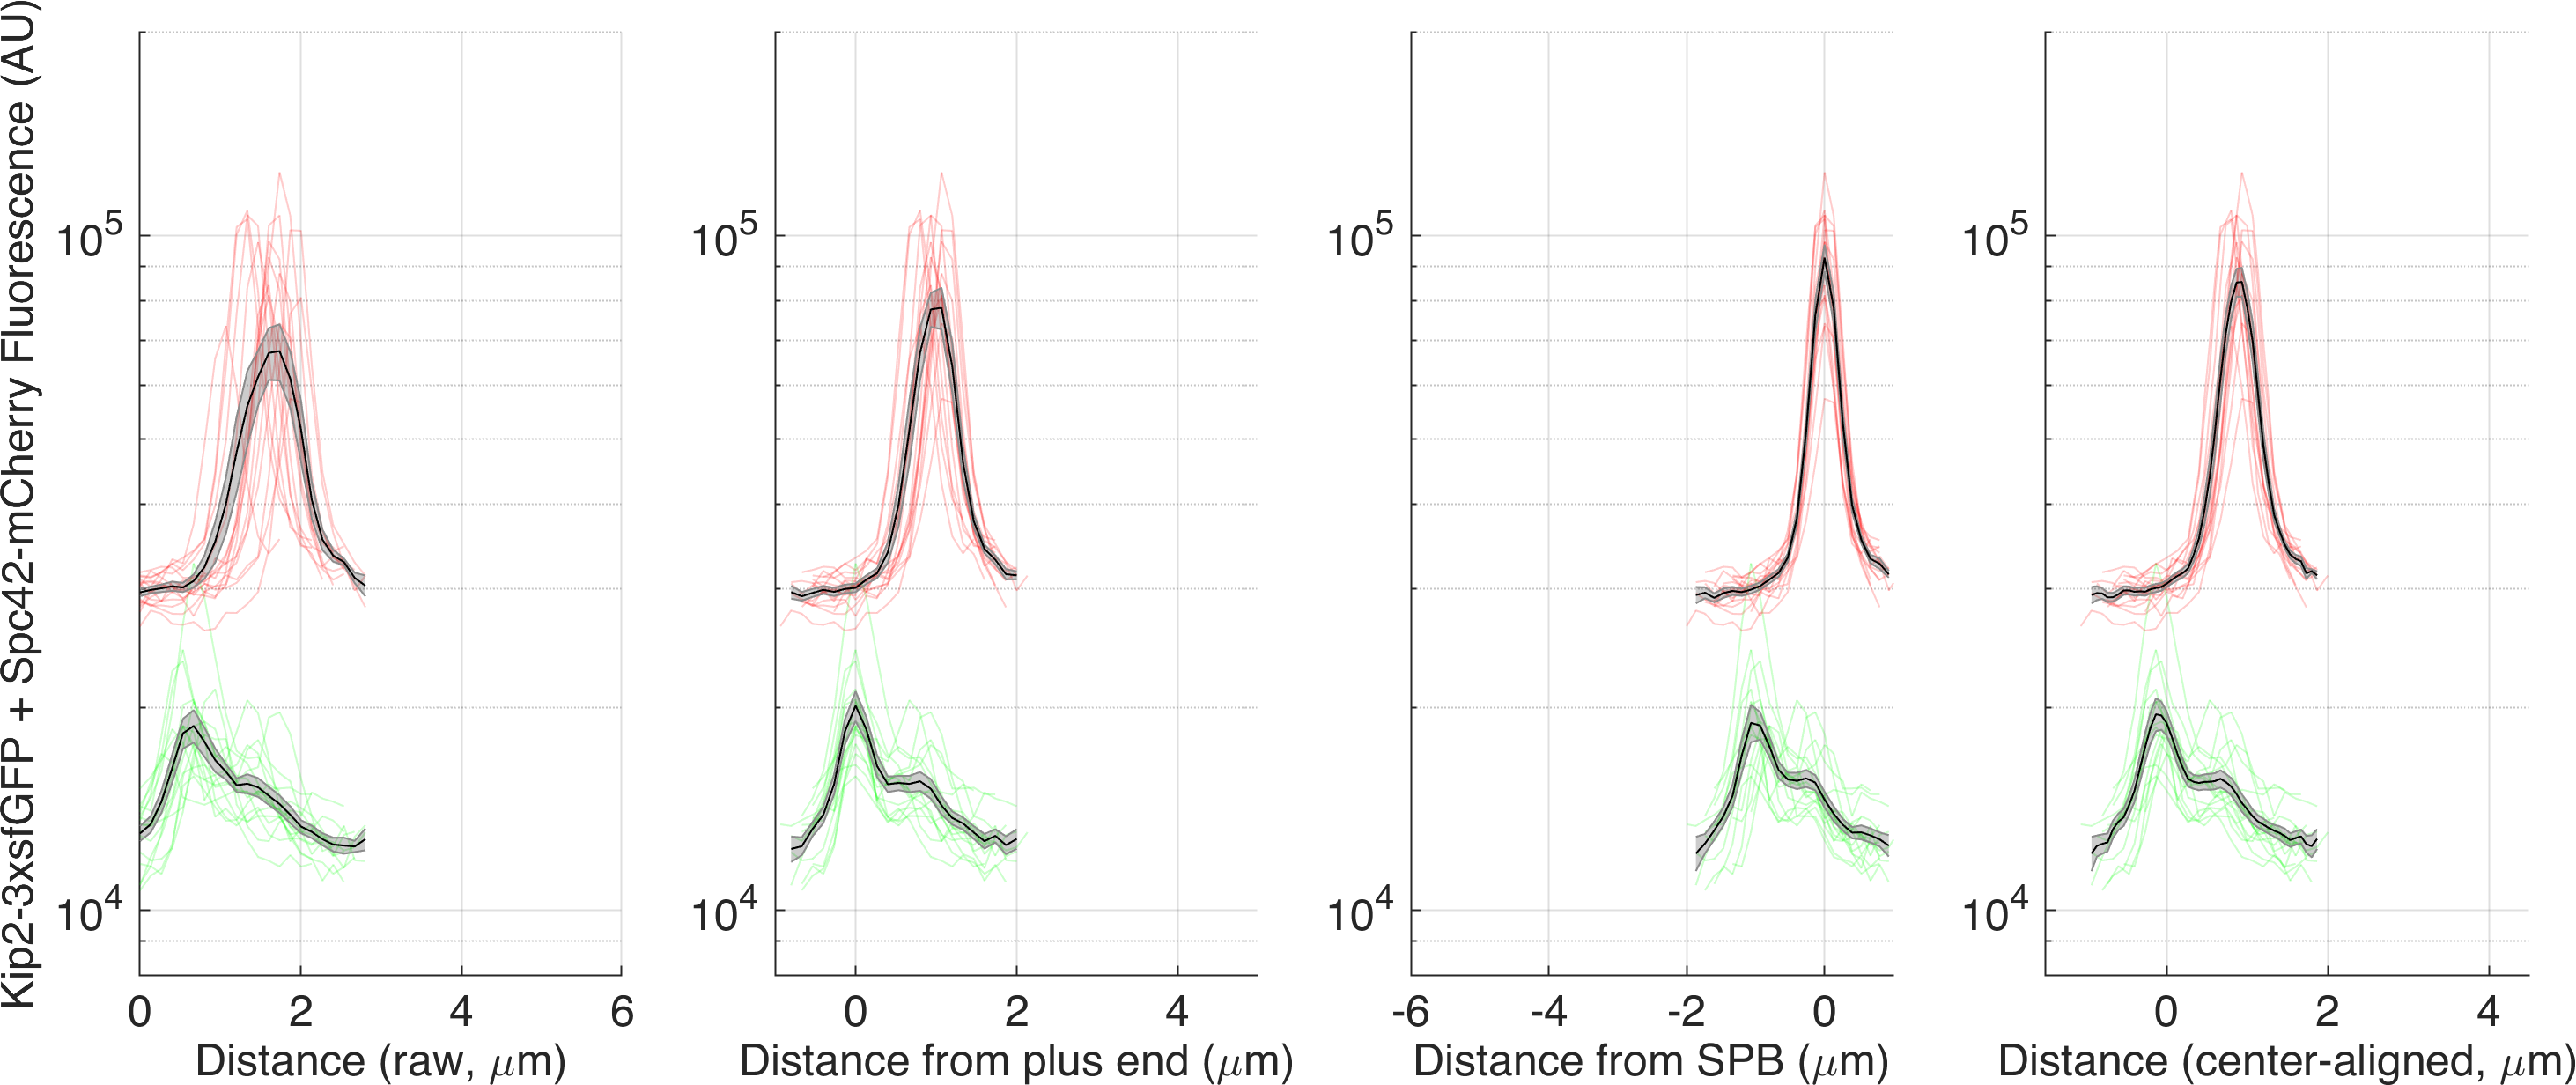 Kip2-3xsfGFP + Spc42-mCherry Fluorescence (AU)
10^5
10^4
0 2 4 6
Distance (raw, μm)
10^5
10^4
0 2 4
Distance from plus end (μm)
10^5
10^4
-6 -4 -2 0
Distance from SPB (μm)
10^5
10^4
0 2 4
Distance (center-aligned, μm)